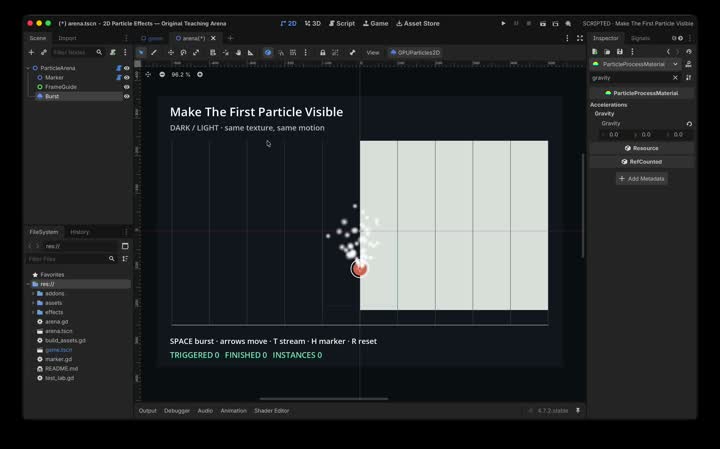 (*) arena.tscn - 2D Particle Effects — Original Teaching Arena
2D 3D Script Game Asset Store
SCRIPTED · Make The First Particle Visible
Scene Import
Filter Nodes
ParticleArena
Marker
FrameGuide
Burst
FileSystem History
res://
Filter Files
Favorites
res://
addons
assets
effects
arena.gd
arena.tscn
build_assets.gd
game.tscn
marker.gd
README.md
test_lab.gd
game arena(*)
View GPUParticles2D
96.2 %
Make The First Particle Visible
DARK / LIGHT · same texture, same motion
SPACE burst · arrows move · T stream · H marker · R reset
TRIGGERED 0 FINISHED 0 INSTANCES 0
Output Debugger Audio Animation Shader Editor
4.7.2.stable
Inspector Signals
ParticleProcessMaterial
gravity
ParticleProcessMaterial
Accelerations
Gravity
Gravity
x 0.0 y 0.0 z 0.0
Resource
RefCounted
Add Metadata